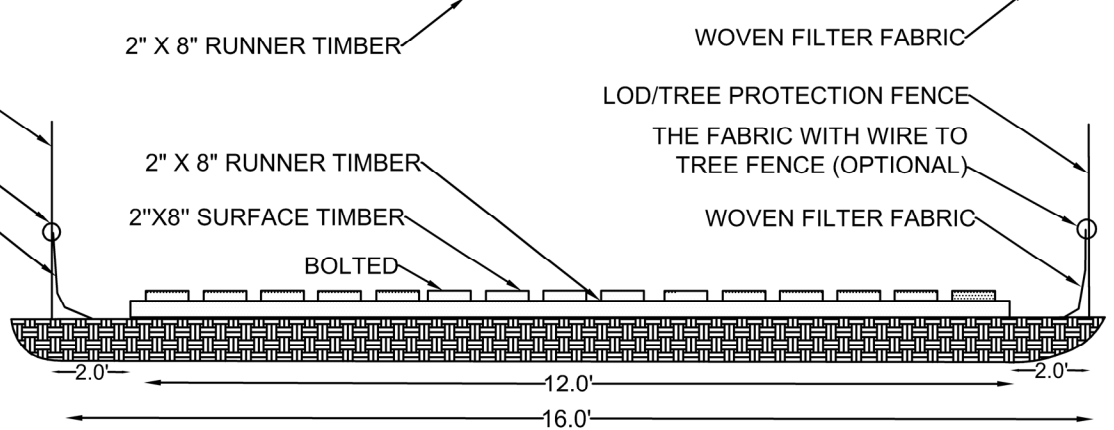 2" X 8" RUNNER TIMBER
WOVEN FILTER FABRIC
LOD/TREE PROTECTION FENCE
THE FABRIC WITH WIRE TO
TREE FENCE (OPTIONAL)
2" X 8" RUNNER TIMBER
2"X8" SURFACE TIMBER
WOVEN FILTER FABRIC
BOLTED
2.0'
12.0'
2.0'
16.0'